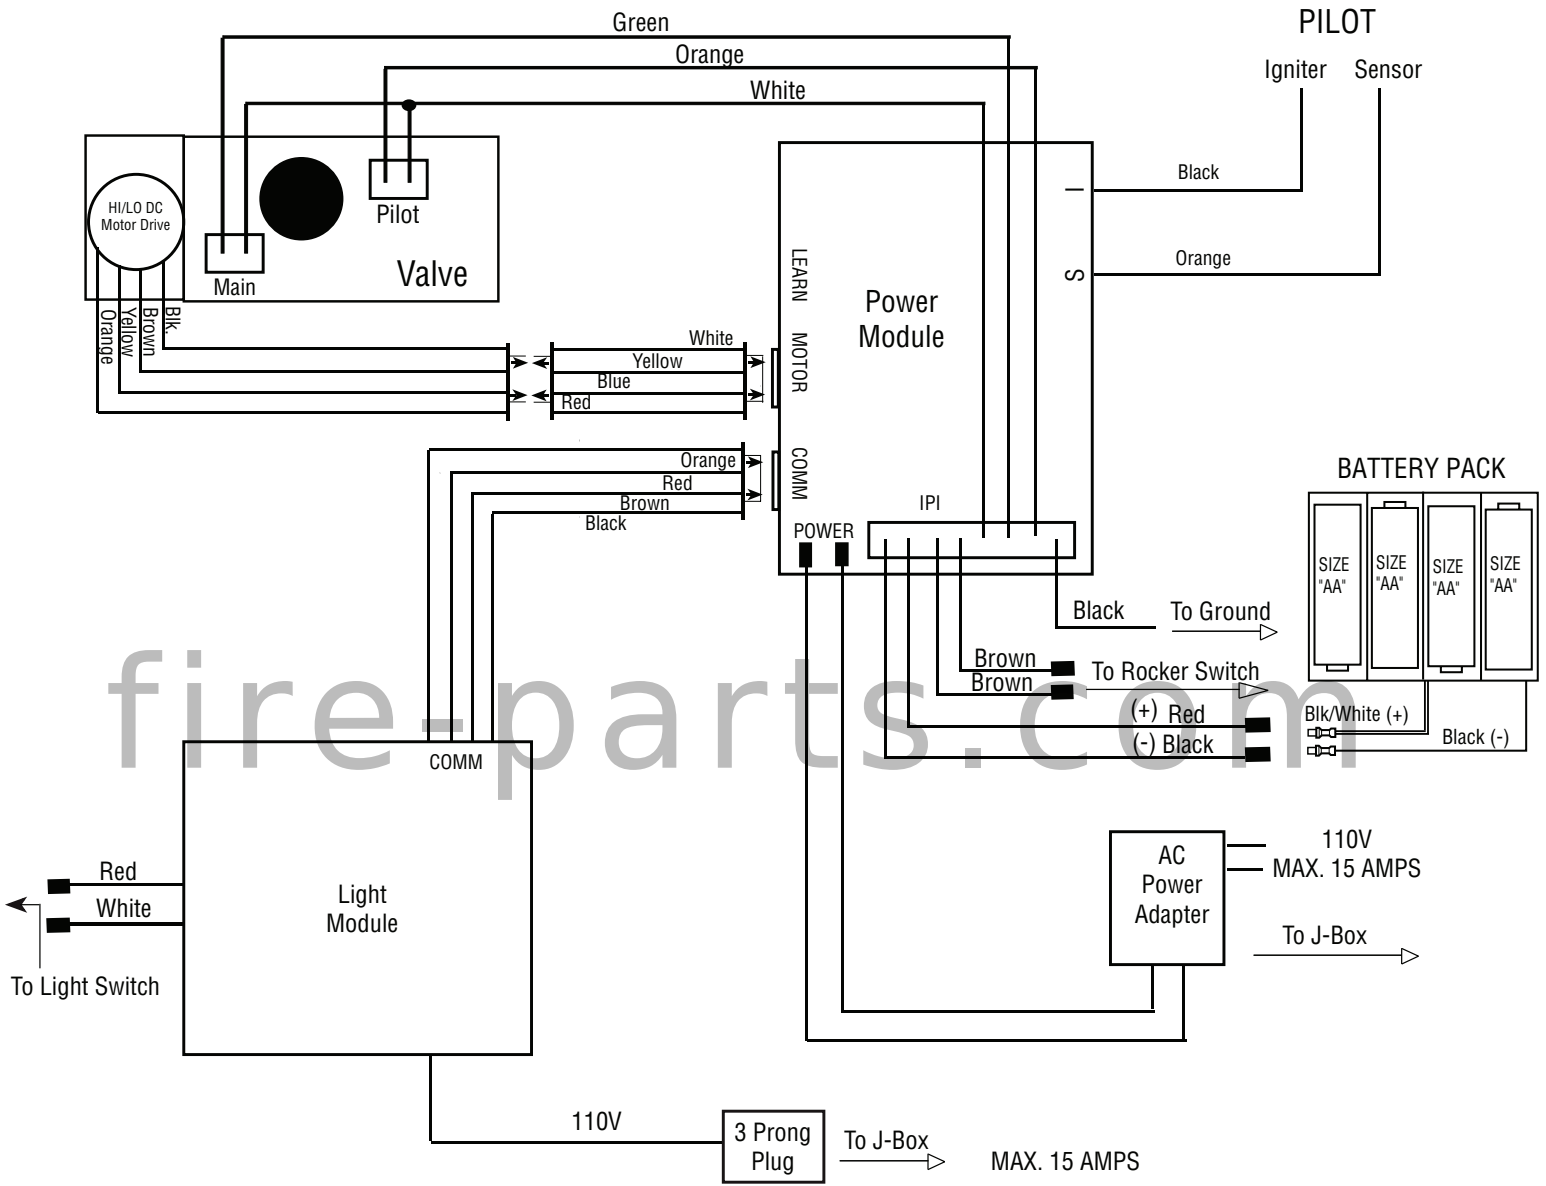 Green
PILOT
Orange
Igniter Sensor
White
HI/LO DC
Motor Drive
Pilot
Main
Valve
Black
I
Orange
S
LEARN
Power
Module
Orange
Yellow
Brown
Blk.
White
Yellow
Blue
Red
MOTOR
Orange
Red
Brown
Black
COMM
IPI
POWER
BATTERY PACK
SIZE
"AA"
SIZE
"AA"
SIZE
"AA"
SIZE
"AA"
Black To Ground
Brown
Brown
To Rocker Switch
(+) Red
(-) Black
Blk/White (+)
Black (-)
fire-parts.com
COMM
Red
White
To Light Switch
Light
Module
AC
Power
Adapter
110V
MAX. 15 AMPS
To J-Box
110V
3 Prong
Plug
To J-Box
MAX. 15 AMPS